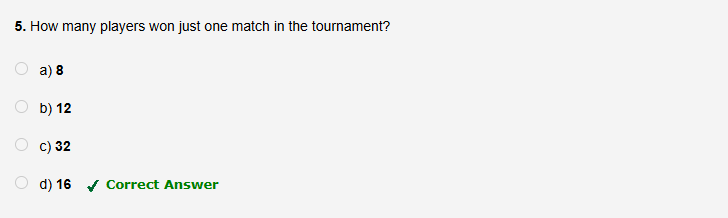 5. How many players won just one match in the tournament?
a) 8
b) 12
c) 32
d) 16 ✓ Correct Answer